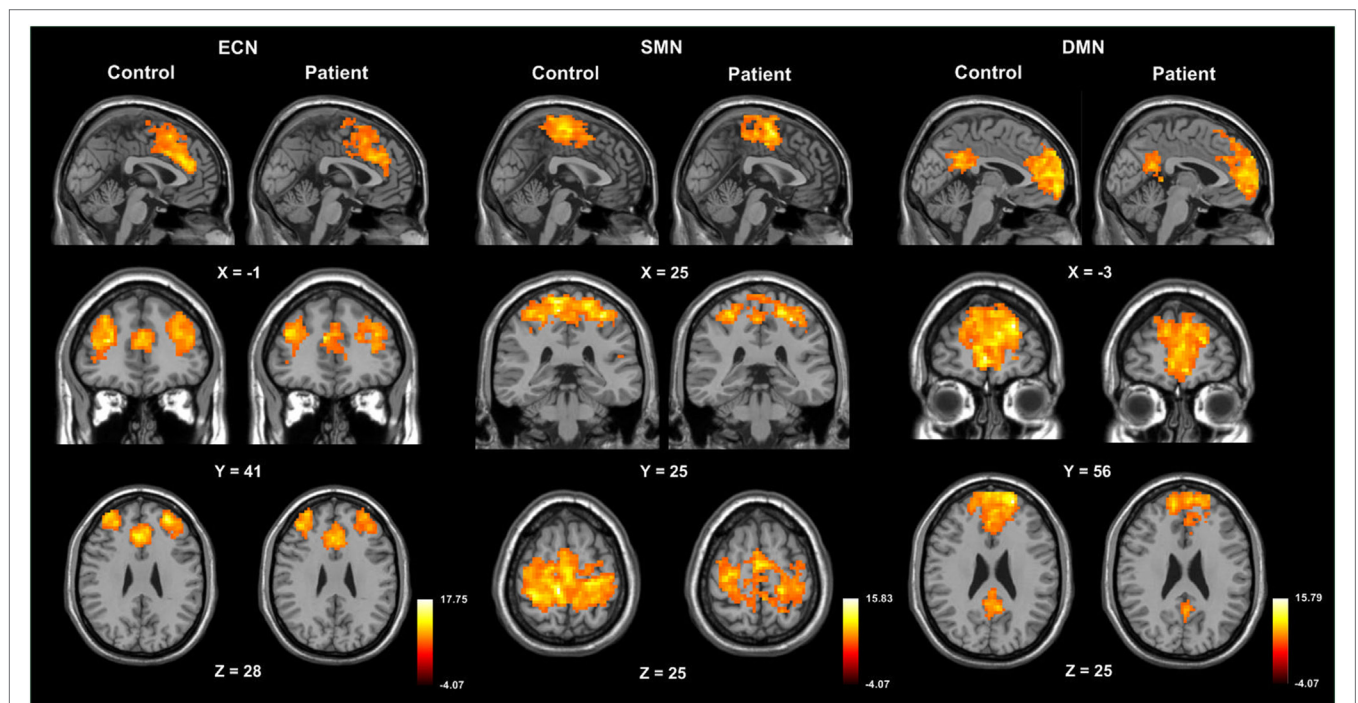 ECN SMN DMN
Control Patient Control Patient Control Patient
X = -1 X = 25 X = -3
Y = 41 Y = 25 Y = 56
17.75 15.83 15.79
-4.07 -4.07 -4.07
Z = 28 Z = 25 Z = 25